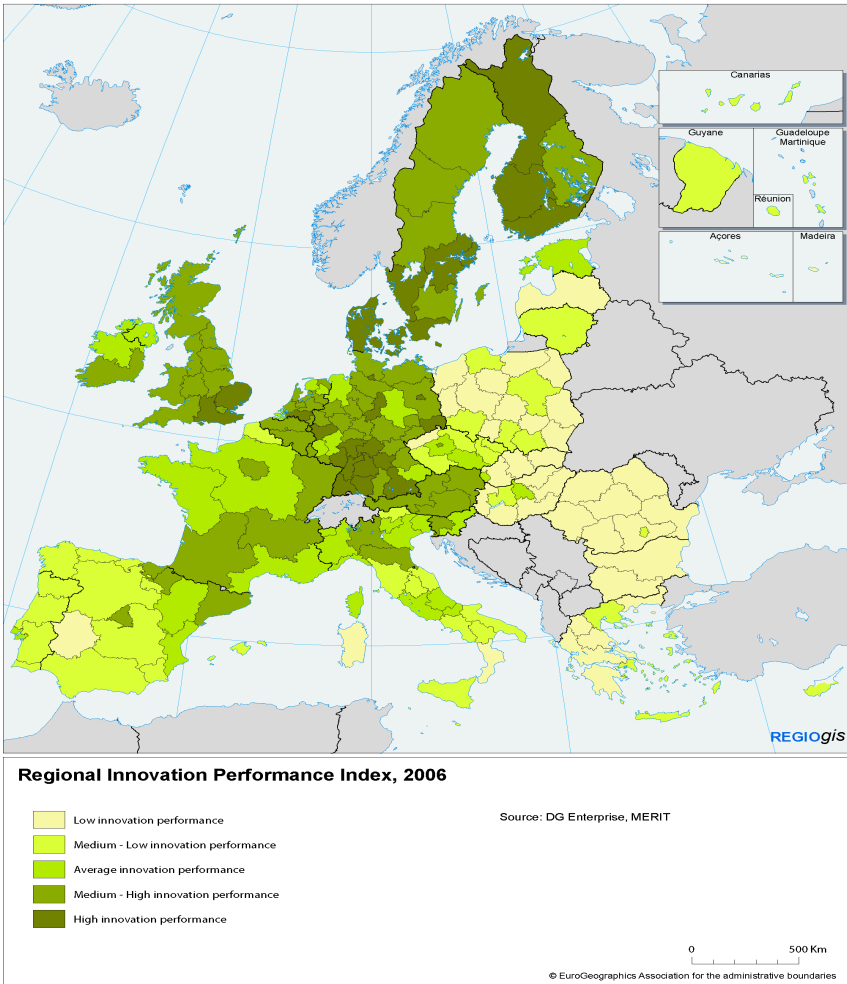 Canarias
Guyane
Guadeloupe
Martinique
Réunion
Açores
Madeira
REGIOgis
Regional Innovation Performance Index, 2006
Low innovation performance
Medium - Low innovation performance
Average innovation performance
Medium - High innovation performance
High innovation performance
Source: DG Enterprise, MERIT
0 500 Km
© EuroGeographics Association for the administrative boundaries